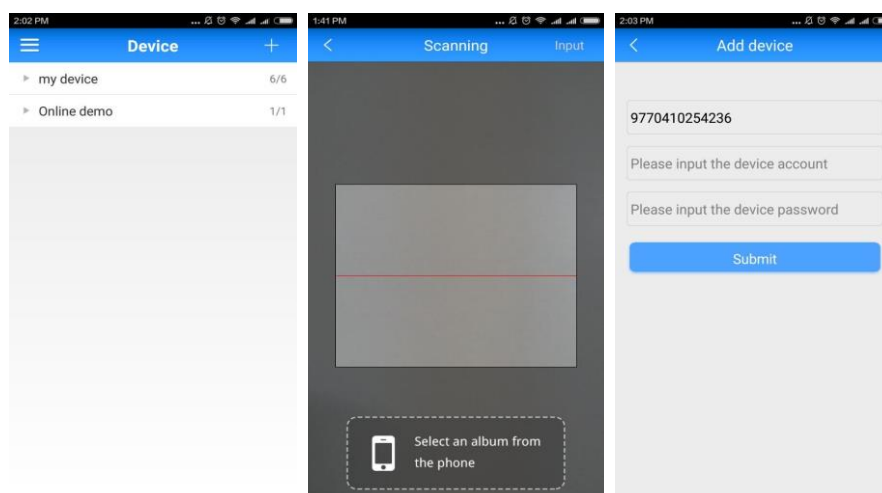 2:02 PM
Device
my device 6/6
Online demo 1/1
1:41 PM
Scanning Input
Select an album from
the phone
2:03 PM
Add device
9770410254236
Please input the device account
Please input the device password
Submit